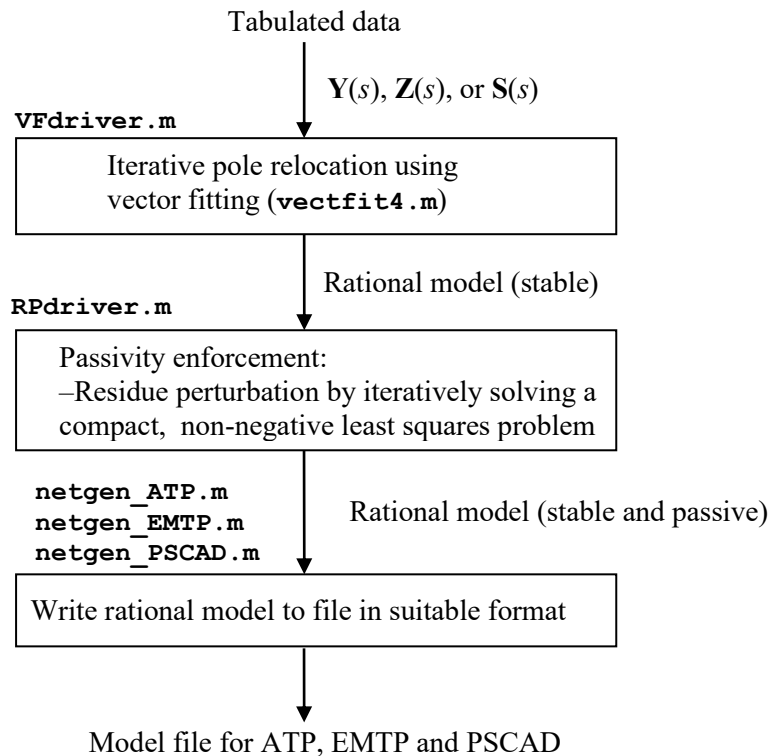 Tabulated data
Y(s), Z(s), or S(s)
VFdriver.m
Iterative pole relocation using
vector fitting (vectfit4.m)
Rational model (stable)
RPdriver.m
Passivity enforcement:
–Residue perturbation by iteratively solving a
compact, non-negative least squares problem
netgen_ATP.m
netgen_EMTP.m
netgen_PSCAD.m
Rational model (stable and passive)
Write rational model to file in suitable format
Model file for ATP, EMTP and PSCAD